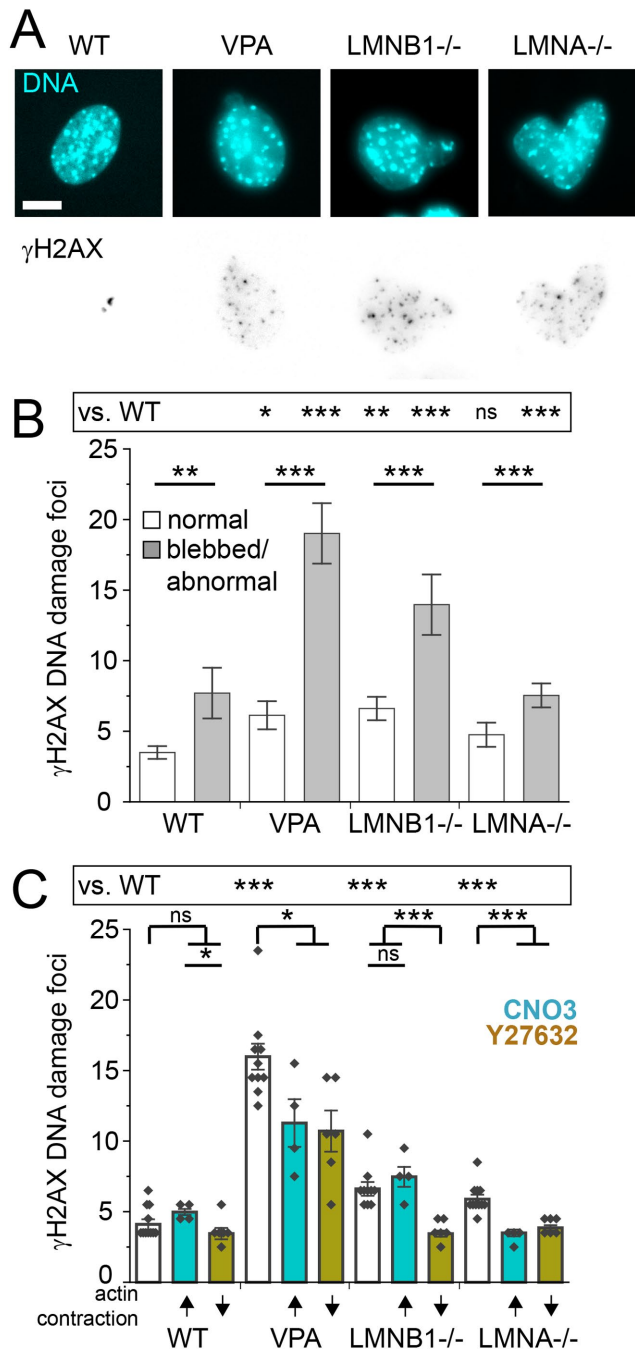 A
WT VPA LMNB1-/- LMNA-/-
DNA
γH2AX
B
vs. WT * *** ** *** ns ***
25
** *** *** ***
20
normal
blebbed/
abnormal
15
10
5
0
γH2AX DNA damage foci
WT VPA LMNB1-/- LMNA-/-
C
vs. WT *** *** ***
25
ns * *** ***
* ns
20
CNO3
Y27632
15
10
5
0
γH2AX DNA damage foci
actin
contraction
WT VPA LMNB1-/- LMNA-/-